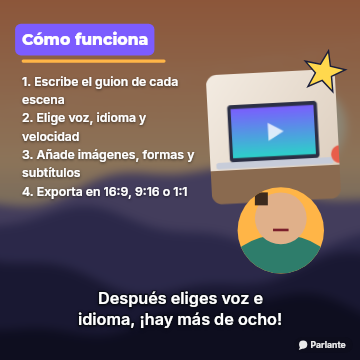 Cómo funciona
1. Escribe el guion de cada
escena
2. Elige voz, idioma y
velocidad
3. Añade imágenes, formas y
subtítulos
4. Exporta en 16:9, 9:16 o 1:1
Después eliges voz e
idioma, ¡hay más de ocho!
Parlante